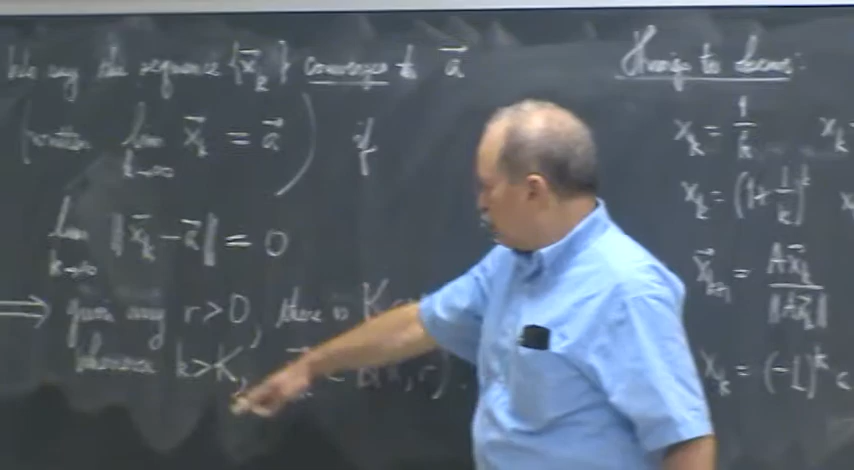 We say the sequence {x⃗_k} converges to a⃗
(written lim_{k→∞} x⃗_k = a⃗) if
lim_{k→∞} ‖x⃗_k − a⃗‖ = 0
⟹ given any r > 0, there is K
whenever k > K,
Things to know:
x_k = 1/k x_k
x_k = (1 + 1/k)^k
x⃗_{k+1} = Ax⃗_k / ‖Ax⃗_k‖
x_k = (−1)^k